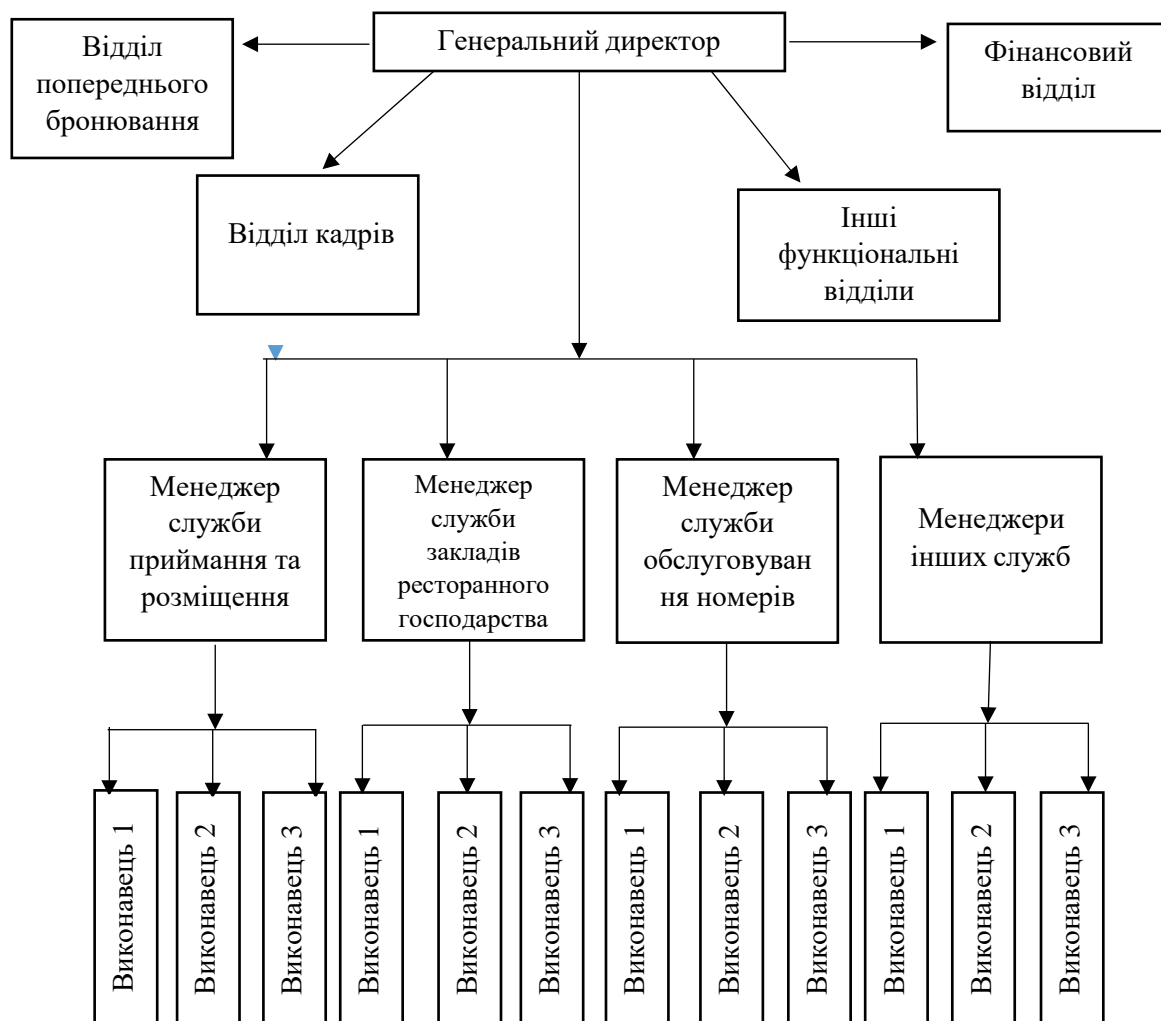 Відділ
попереднього
бронювання
Генеральний директор
Фінансовий
відділ
Відділ кадрів
Інші
функціональні
відділи
Менеджер
служби
приймання та
розміщення
Менеджер
служби
закладів
ресторанного
господарства
Менеджер
служби
обслуговуван
ня номерів
Менеджери
інших служб
Виконавець 1
Виконавець 2
Виконавець 3
Виконавець 1
Виконавець 2
Виконавець 3
Виконавець 1
Виконавець 2
Виконавець 3
Виконавець 1
Виконавець 2
Виконавець 3